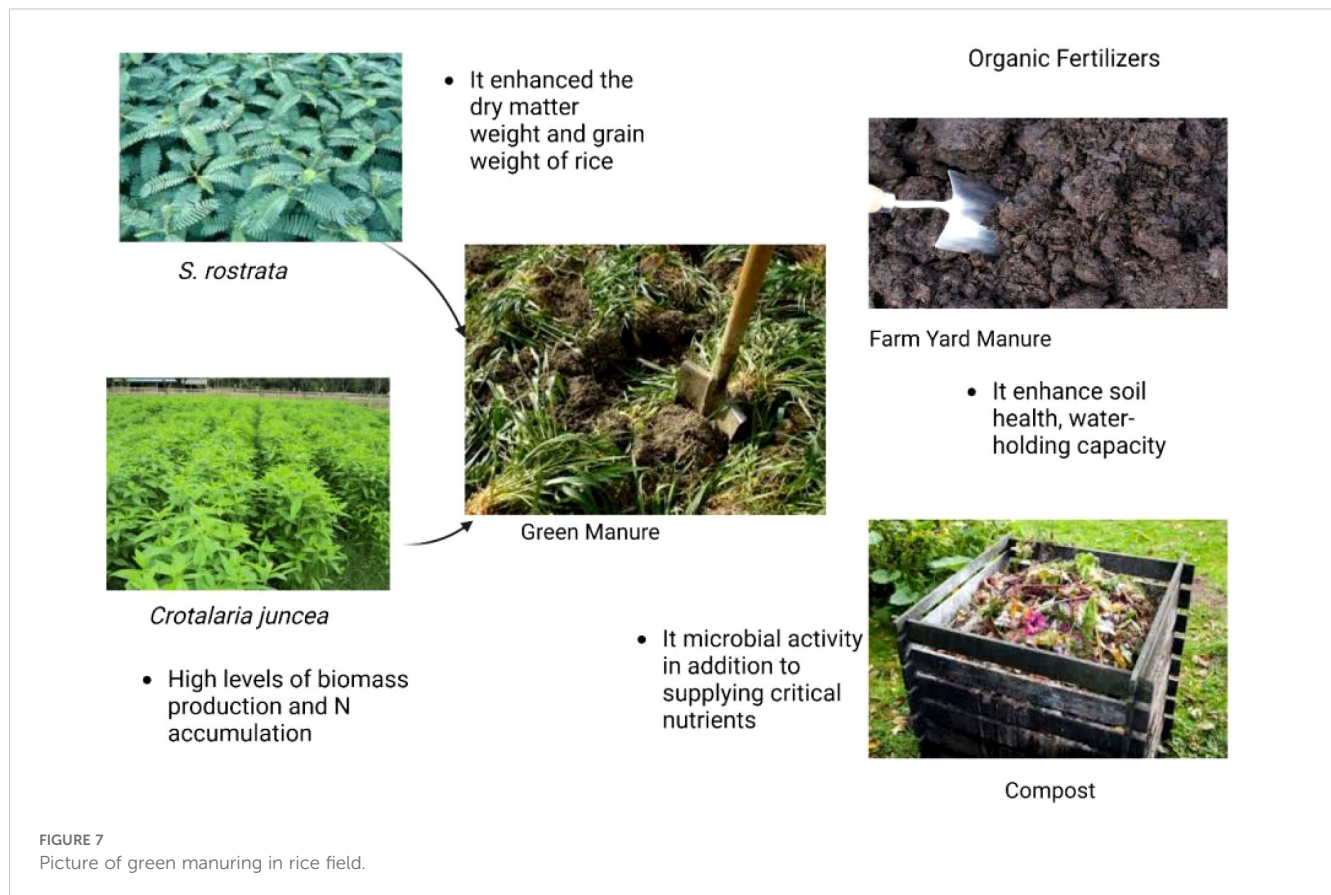 Organic Fertilizers
• It enhanced the
dry matter
weight and grain
weight of rice
S. rostrata
Green Manure
Crotalaria juncea
• High levels of biomass
production and N
accumulation
Farm Yard Manure
• It enhance soil
health, water-
holding capacity
• It microbial activity
in addition to
supplying critical
nutrients
Compost
FIGURE 7
Picture of green manuring in rice field.